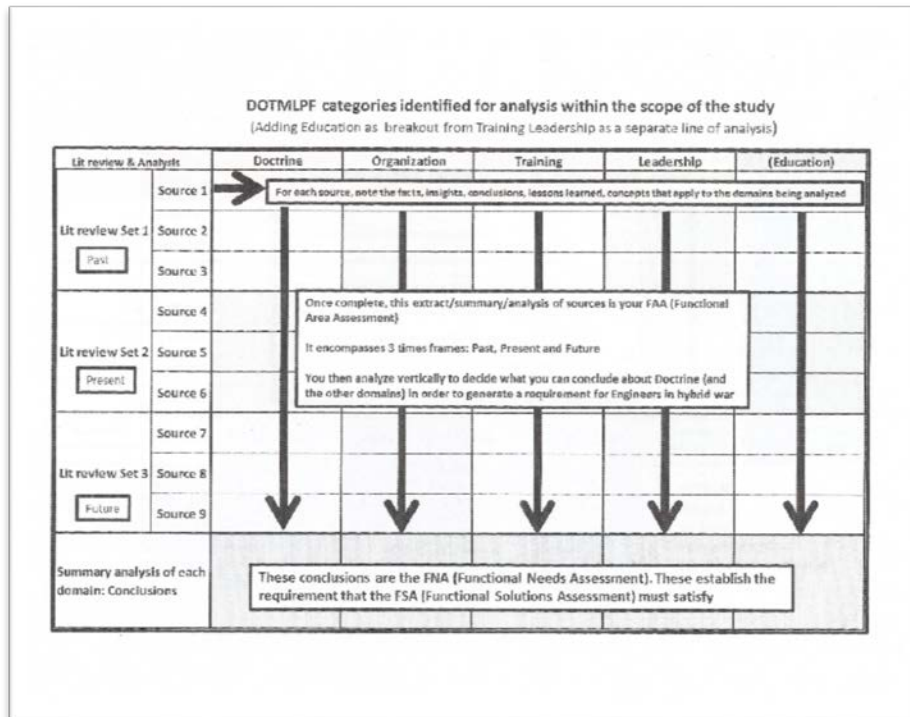 DOTMLPF categories identified for analysis within the scope of the study
(Adding Education as breakout from Training Leadership as a separate line of analysis)
Lit review & Analysis
Doctrine
Organization
Training
Leadership
(Education)
Lit review Set 1
Past
Source 1
Source 2
Source 3
For each source, note the facts, insights, conclusions, lessons learned, concepts that apply to the domains being analyzed
Lit review Set 2
Present
Source 4
Source 5
Source 6
Once complete, this extract/summary/analysis of sources is your FAA (Functional
Area Assessment)
It encompasses 3 times frames: Past, Present and Future
You then analyze vertically to decide what you can conclude about Doctrine (and
the other domains) in order to generate a requirement for Engineers in hybrid war
Lit review Set 3
Future
Source 7
Source 8
Source 9
Summary analysis of each
domain: Conclusions
These conclusions are the FNA (Functional Needs Assessment). These establish the
requirement that the FSA (Functional Solutions Assessment) must satisfy